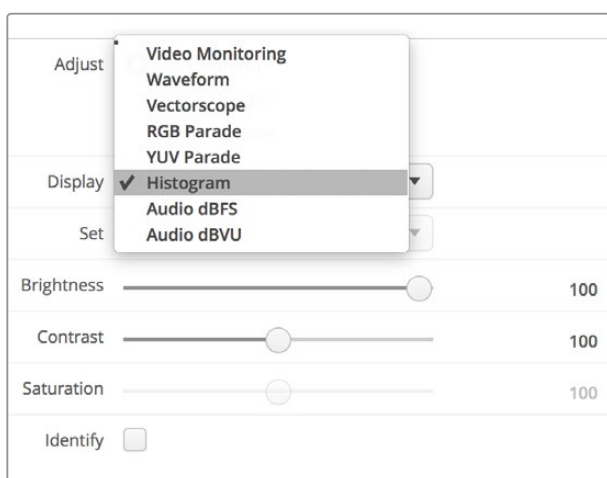 Adjust
Video Monitoring
Waveform
Vectorscope
RGB Parade
YUV Parade
Display ✓ Histogram
Audio dBFS
Set Audio dBVU
Brightness 100
Contrast 100
Saturation 100
Identify